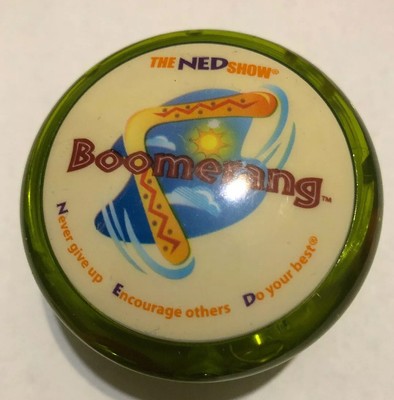 THE NED SHOW®
Boomerang™
Never give up
Encourage others
Do your best®